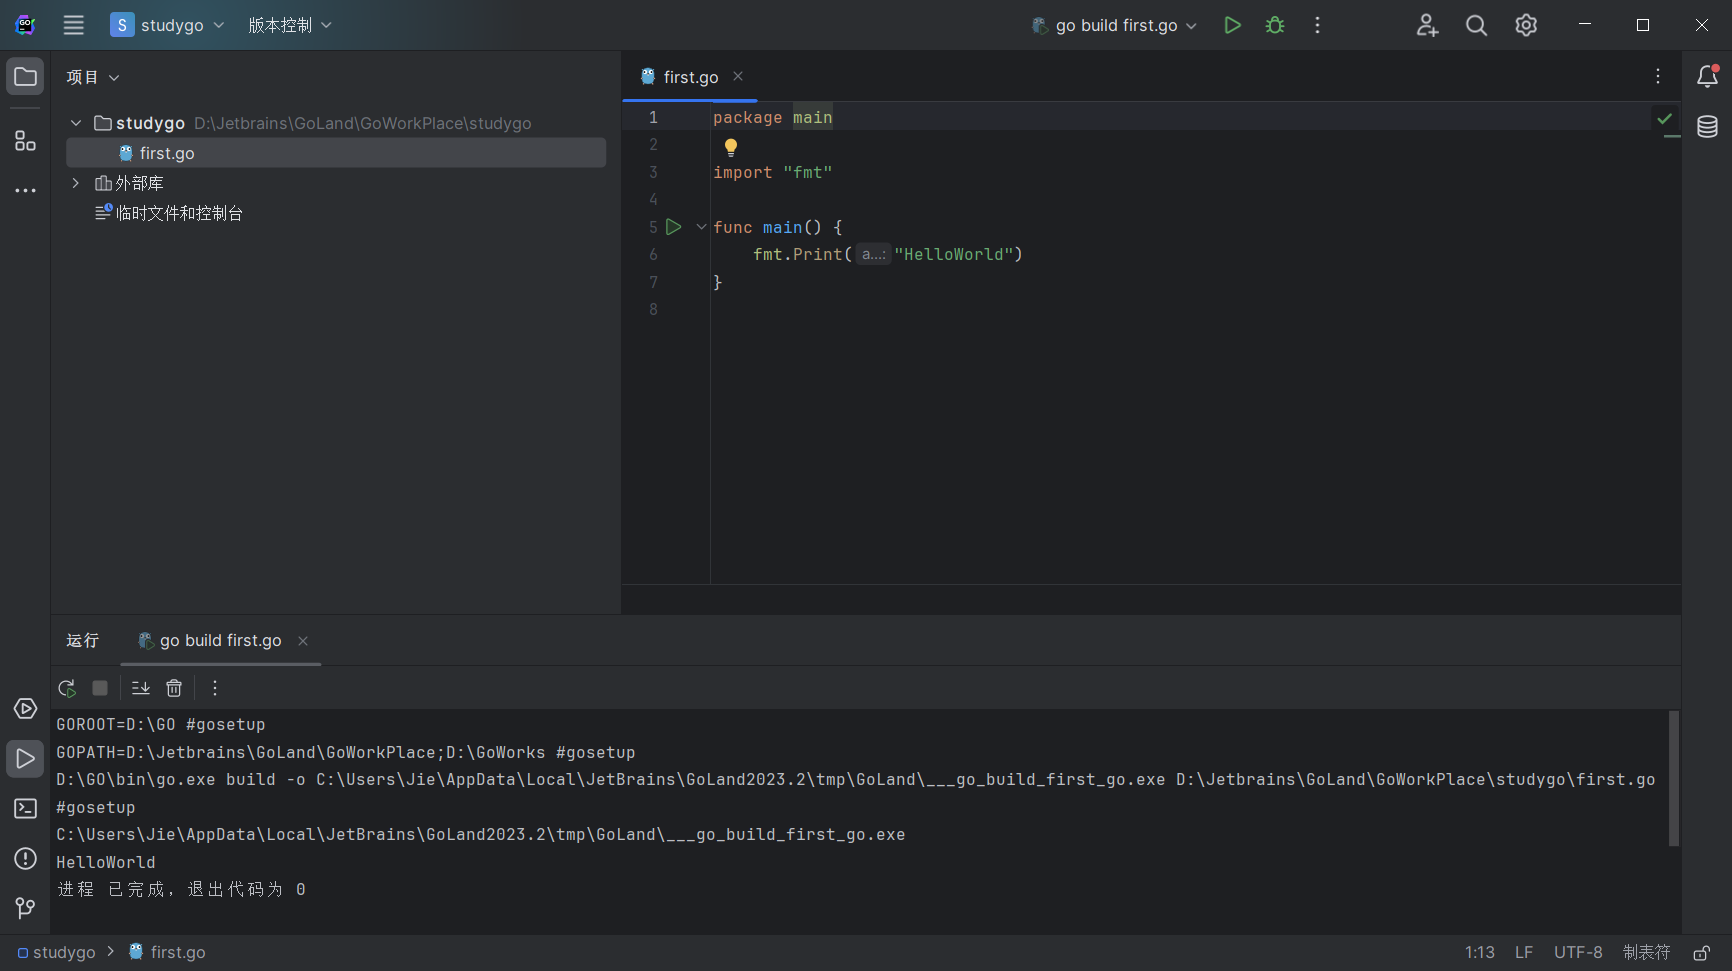 S studygo 版本控制 go build first.go
项目
first.go
studygo D:\Jetbrains\GoLand\GoWorkPlace\studygo
first.go
外部库
临时文件和控制台
1 package main
2
3 import "fmt"
4
5 func main() {
6 fmt.Print(a...: "HelloWorld")
7 }
8
运行 go build first.go
GOROOT=D:\GO #gosetup
GOPATH=D:\Jetbrains\GoLand\GoWorkPlace;D:\GoWorks #gosetup
D:\GO\bin\go.exe build -o C:\Users\Jie\AppData\Local\JetBrains\GoLand2023.2\tmp\GoLand\___go_build_first_go.exe D:\Jetbrains\GoLand\GoWorkPlace\studygo\first.go
#gosetup
C:\Users\Jie\AppData\Local\JetBrains\GoLand2023.2\tmp\GoLand\___go_build_first_go.exe
HelloWorld
进程 已完成，退出代码为 0
studygo first.go 1:13 LF UTF-8 制表符